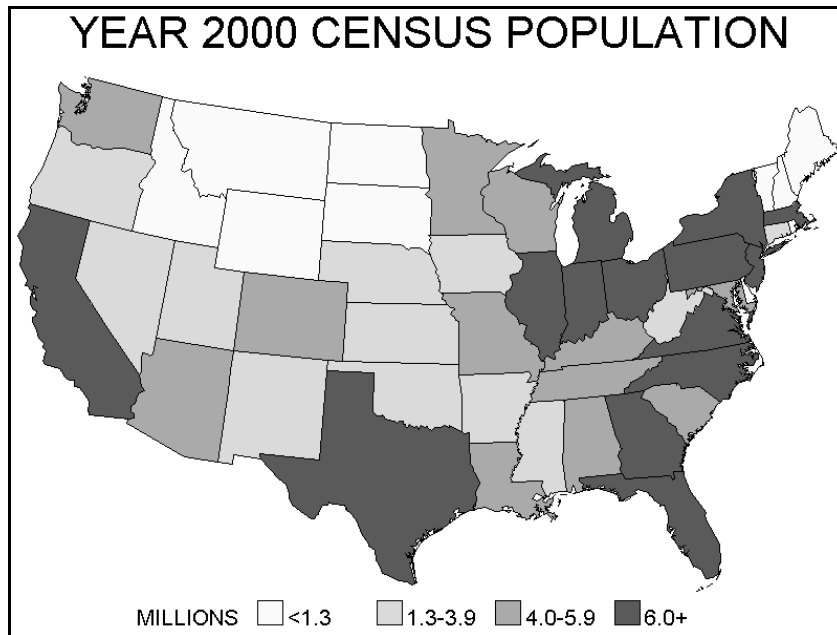 YEAR 2000 CENSUS POPULATION
MILLIONS <1.3 1.3-3.9 4.0-5.9 6.0+